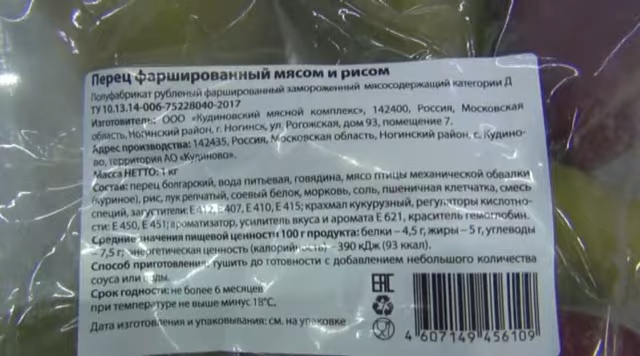 Перец фаршированный мясом и рисом
Полуфабрикат рубленый фаршированный замороженный мясосодержащий категории Д
ТУ 10.13.14-006-75228040-2017
Изготовитель: ООО «Кудиновский мясной комплекс», 142400, Россия, Московская
область, Ногинский район, г. Ногинск, ул. Рогожская, дом 93, помещение 7.
Адрес производства: 142435, Россия, Московская область, Ногинский район, с. Кудино-
во, территория АО «Кудиново».
Масса НЕТТО: 1 кг
Состав: перец болгарский, вода питьевая, говядина, мясо птицы механической обвалки
(куриное), рис, лук репчатый, соевый белок, морковь, соль, пшеничная клетчатка, смесь
специй, загустители: Е 407, Е 410, Е 415; крахмал кукурузный, регуляторы кислотно-
сти: Е 450, Е 451; ароматизатор, усилитель вкуса и аромата Е 621, краситель гемоглобин.
Средние значения пищевой ценности 100 г продукта: белки – 4,5 г, жиры – 5 г, углеводы
– 7,5 г; энергетическая ценность (калорийность) – 390 кДж (93 ккал).
Способ приготовления: тушить до готовности с добавлением небольшого количества
соуса или воды.
Срок годности: не более 6 месяцев
при температуре не выше минус 18°С.
Дата изготовления и упаковывания: см. на упаковке
ЕАС
4 607149 456109